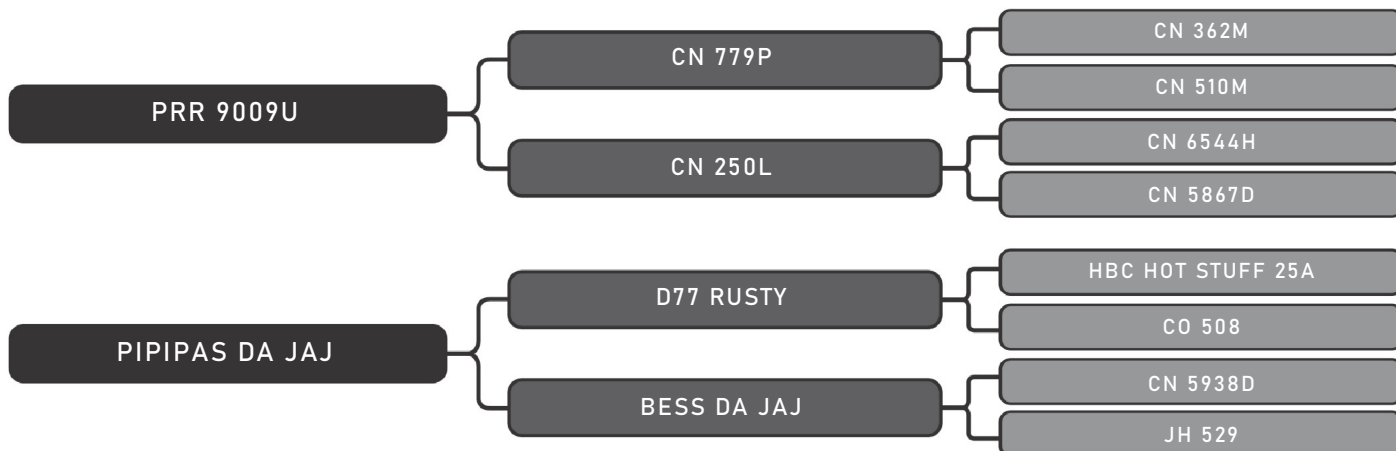 PRR 9009U
CN 779P
CN 362M
CN 510M
CN 250L
CN 6544H
CN 5867D
PIPIPAS DA JAJ
D77 RUSTY
HBC HOT STUFF 25A
CO 508
BESS DA JAJ
CN 5938D
JH 529